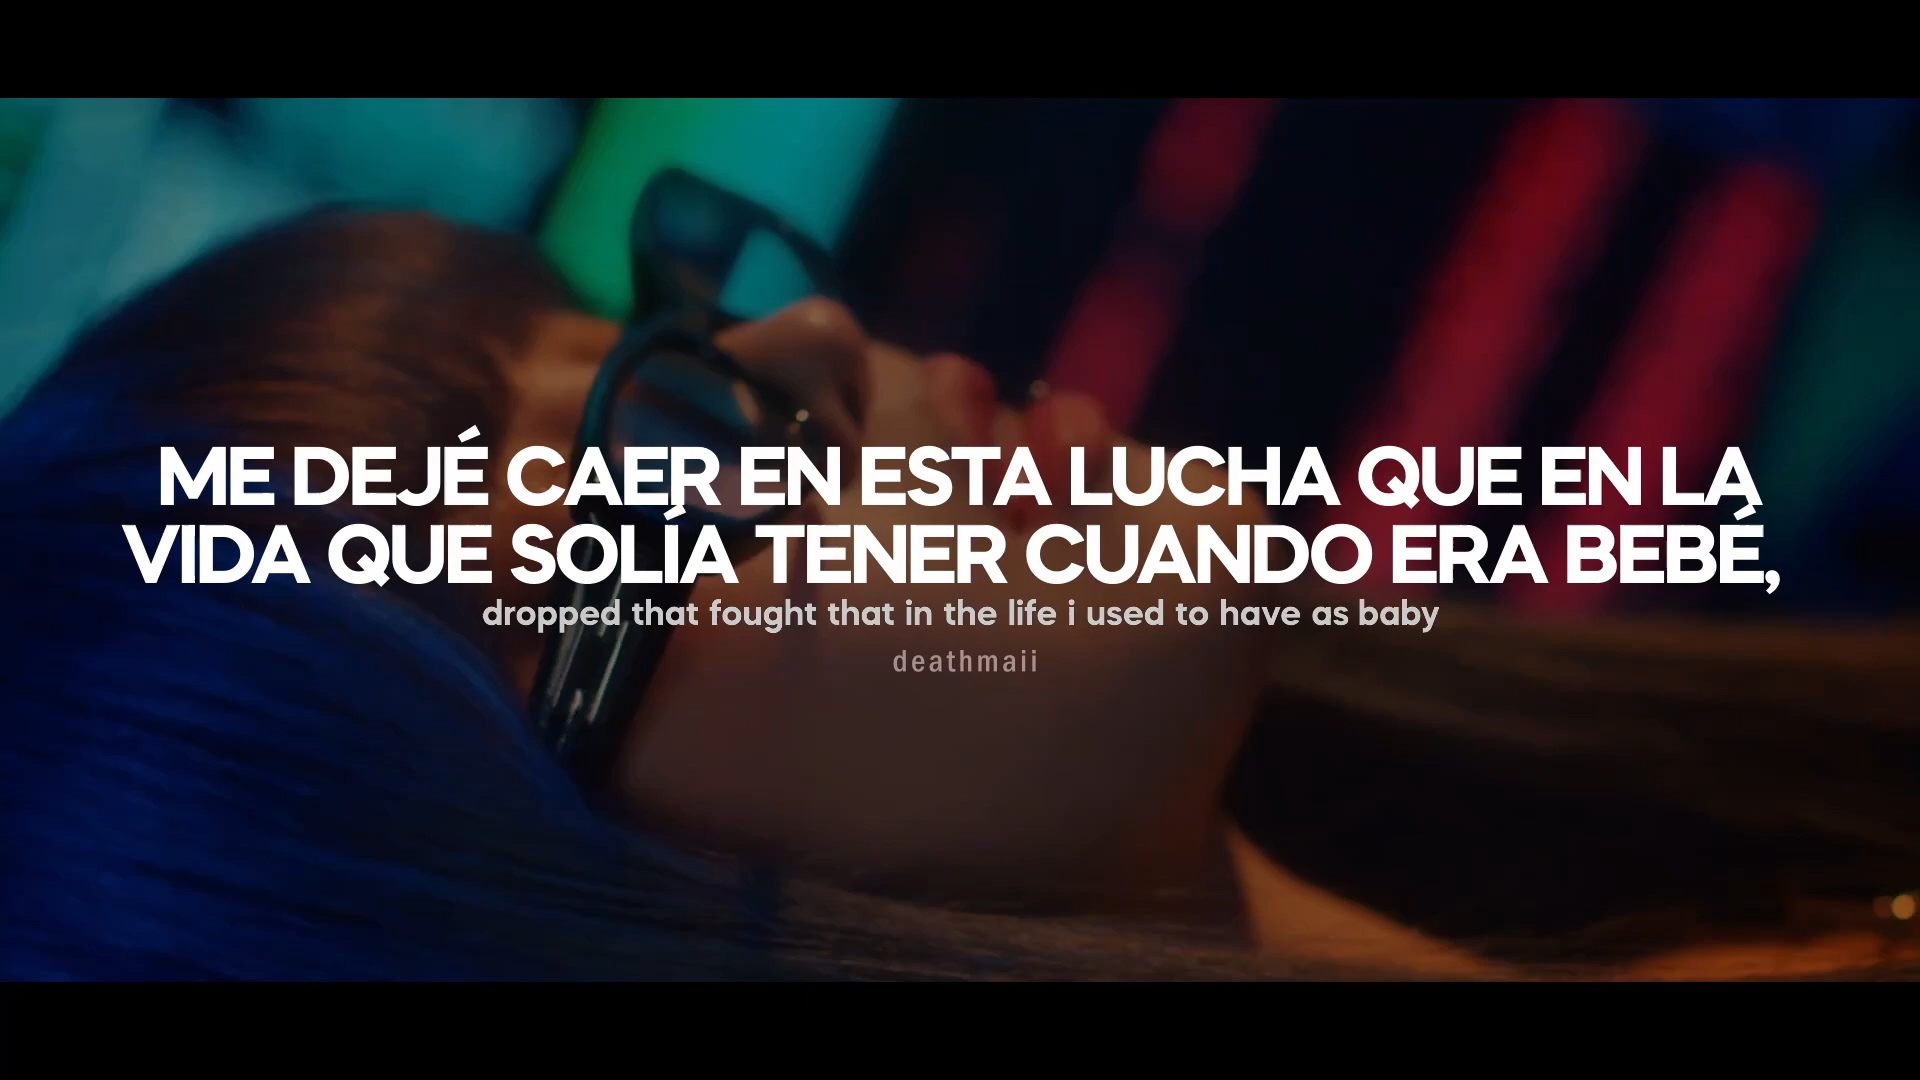 ME DEJÉ CAER EN ESTA LUCHA QUE EN LA
VIDA QUE SOLÍA TENER CUANDO ERA BEBÉ,
dropped that fought that in the life i used to have as baby
deathmaii